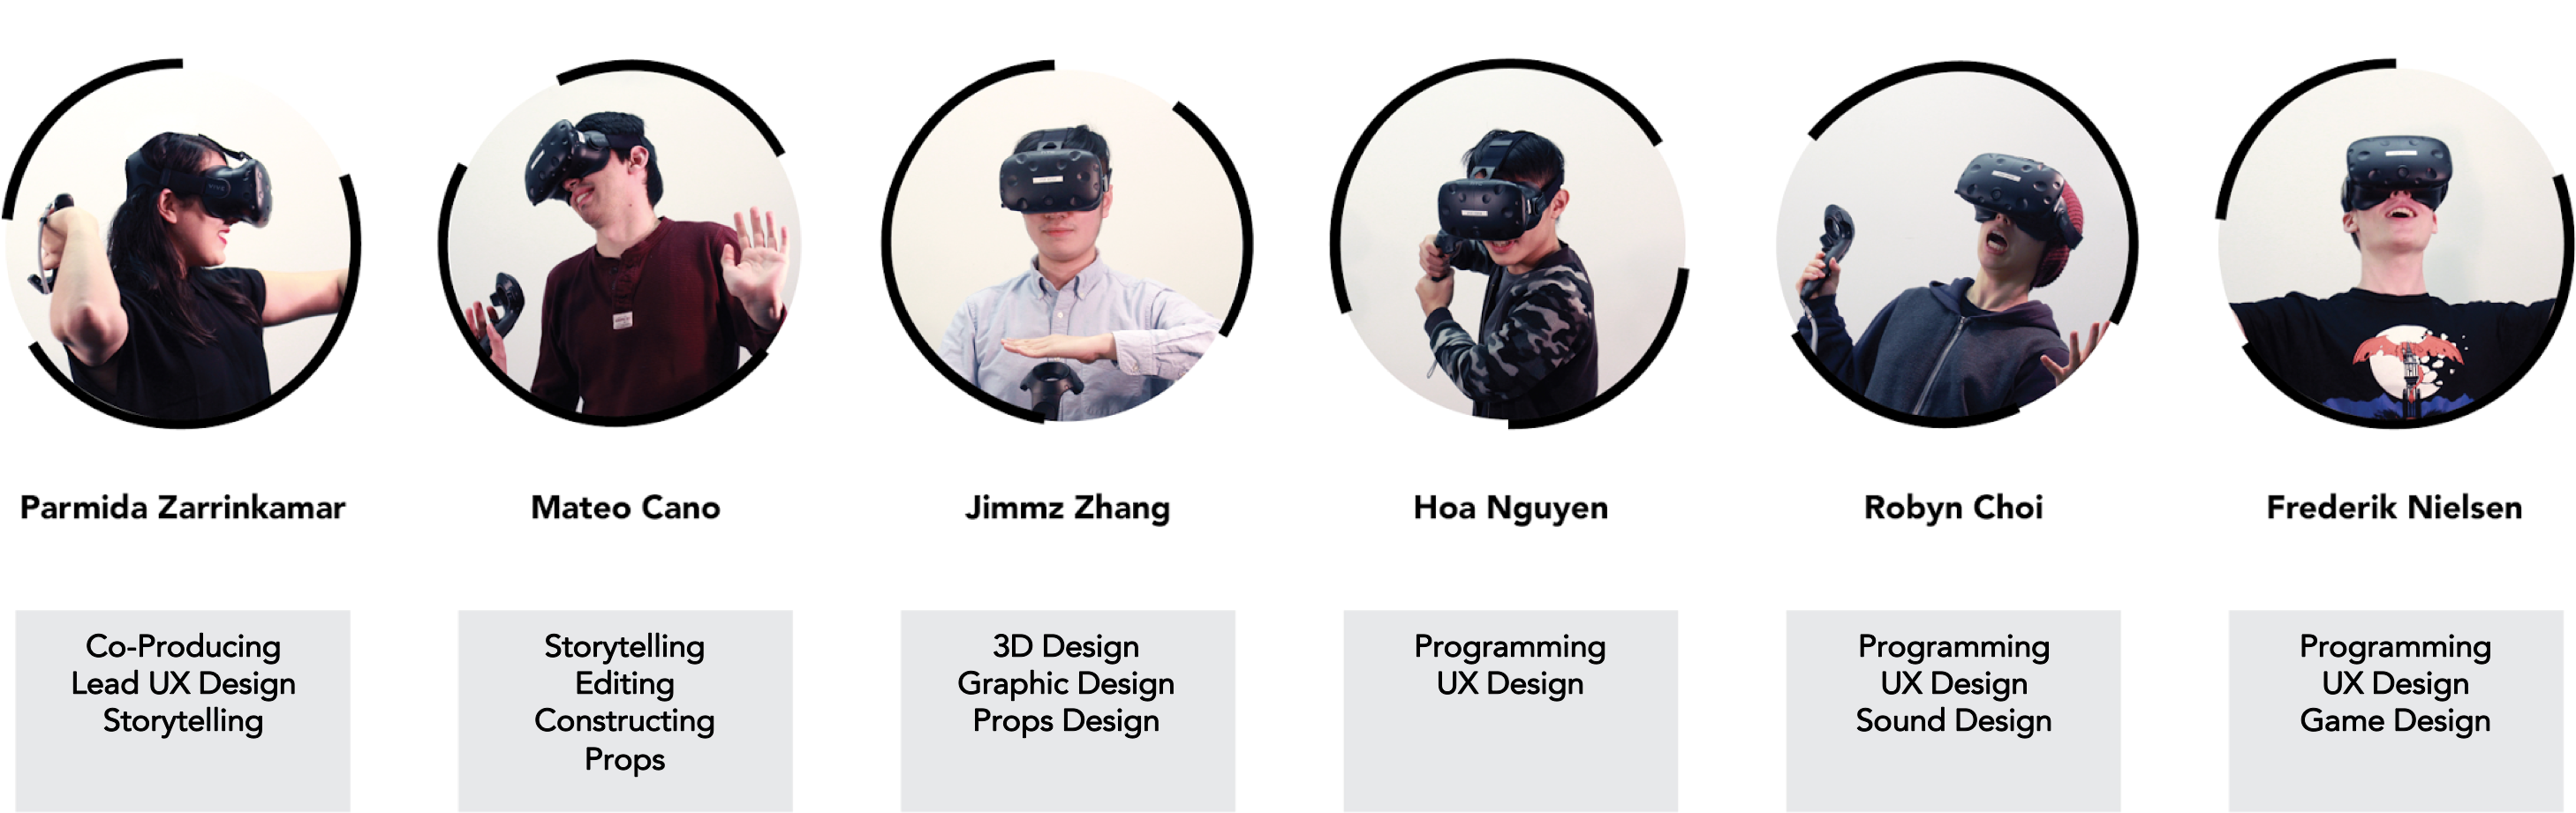 Parmida Zarrinkamar
Mateo Cano
Jimmz Zhang
Hoa Nguyen
Robyn Choi
Frederik Nielsen
Co-Producing
Lead UX Design
Storytelling
Storytelling
Editing
Constructing
Props
3D Design
Graphic Design
Props Design
Programming
UX Design
Programming
UX Design
Sound Design
Programming
UX Design
Game Design